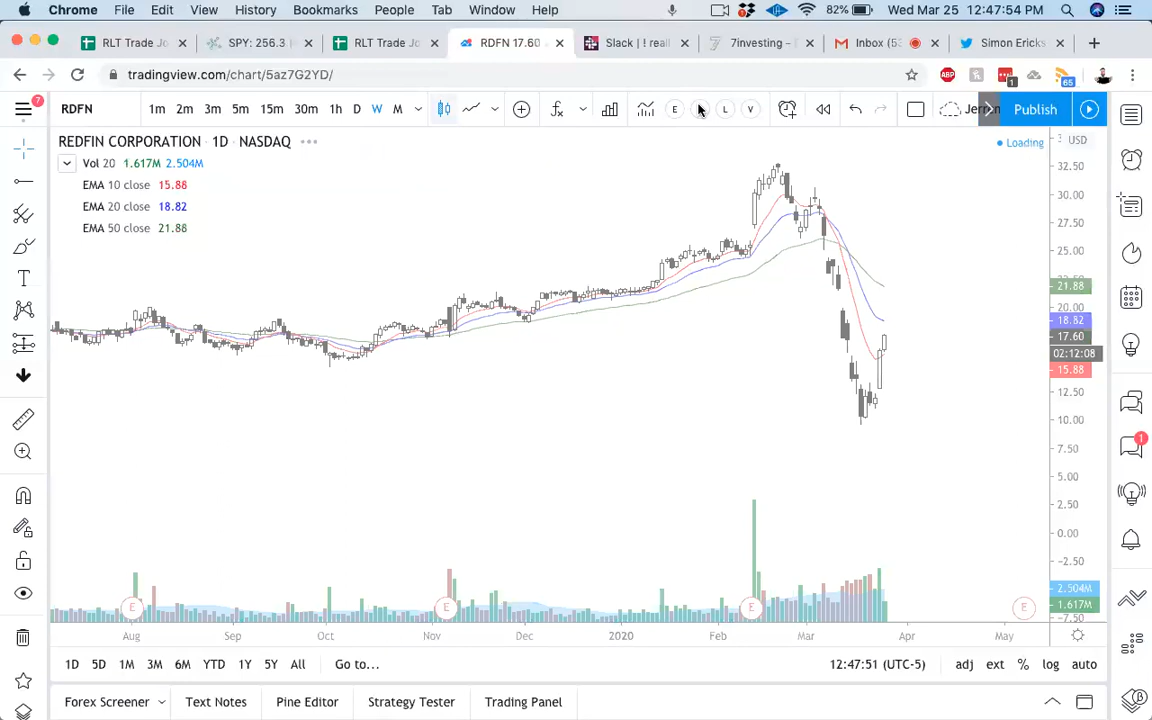 Chrome File Edit View History Bookmarks People Tab Window Help 82% Wed Mar 25 12:47:54 PM
RLT Trade Jo SPY: 256.3 RLT Trade Jo RDFN 17.60 Slack | ! reall 7investing – Inbox (53 Simon Ericks
tradingview.com/chart/5az7G2YD/ ABP 1 65
7 RDFN 1m 2m 3m 5m 15m 30m 1h D W M E L V Jerem Publish
REDFIN CORPORATION · 1D · NASDAQ Loading USD
Vol 20 1.617M 2.504M
EMA 10 close 15.88
EMA 20 close 18.82
EMA 50 close 21.88
32.50
30.00
27.50
25.00
21.88
20.00
18.82
17.60
02:12:08
15.88
12.50
10.00
7.50
1
5.00
2.50
0.00
-2.50
2.504M
1.617M
E E E E
-7.50
Aug Sep Oct Nov Dec 2020 Feb Mar Apr May
1D 5D 1M 3M 6M YTD 1Y 5Y All Go to... 12:47:51 (UTC-5) adj ext % log auto
Forex Screener Text Notes Pine Editor Strategy Tester Trading Panel